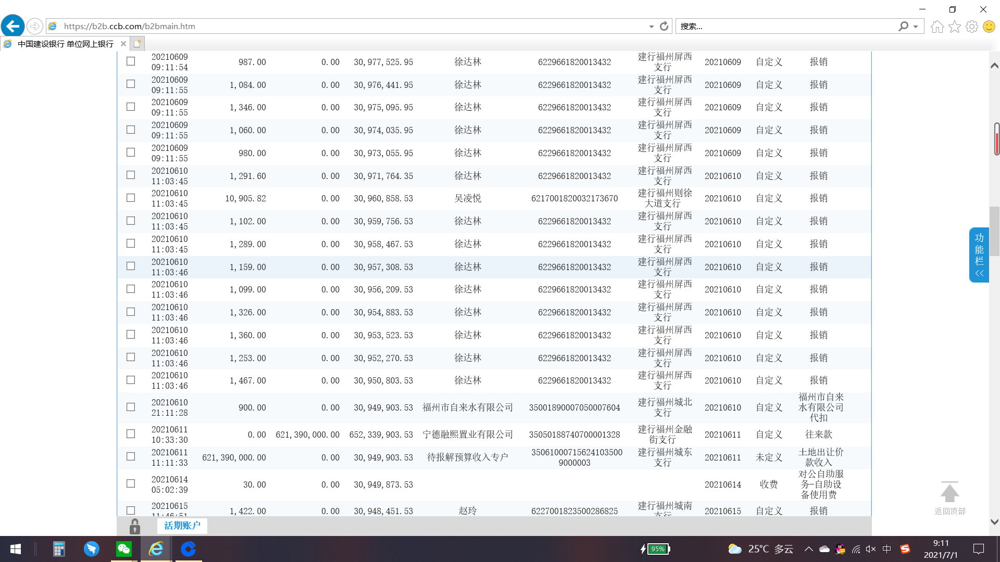 https://b2b.ccb.com/b2bmain.htm
搜索...
中国建设银行 单位网上银行
20210609 09:11:54 987.00 0.00 30,977,525.95 徐达林 6229661820013432 建行福州屏西支行 20210609 自定义 报销
20210609 09:11:55 1,084.00 0.00 30,976,441.95 徐达林 6229661820013432 建行福州屏西支行 20210609 自定义 报销
20210609 09:11:55 1,346.00 0.00 30,975,095.95 徐达林 6229661820013432 建行福州屏西支行 20210609 自定义 报销
20210609 09:11:55 1,060.00 0.00 30,974,035.95 徐达林 6229661820013432 建行福州屏西支行 20210609 自定义 报销
20210609 09:11:55 980.00 0.00 30,973,055.95 徐达林 6229661820013432 建行福州屏西支行 20210609 自定义 报销
20210610 11:03:45 1,291.60 0.00 30,971,764.35 徐达林 6229661820013432 建行福州屏西支行 20210610 自定义 报销
20210610 11:03:45 10,905.82 0.00 30,960,858.53 吴凌悦 6217001820032173670 建行福州则徐大道支行 20210610 自定义 报销
20210610 11:03:45 1,102.00 0.00 30,959,756.53 徐达林 6229661820013432 建行福州屏西支行 20210610 自定义 报销
20210610 11:03:45 1,289.00 0.00 30,958,467.53 徐达林 6229661820013432 建行福州屏西支行 20210610 自定义 报销
20210610 11:03:46 1,159.00 0.00 30,957,308.53 徐达林 6229661820013432 建行福州屏西支行 20210610 自定义 报销
20210610 11:03:46 1,099.00 0.00 30,956,209.53 徐达林 6229661820013432 建行福州屏西支行 20210610 自定义 报销
20210610 11:03:46 1,326.00 0.00 30,954,883.53 徐达林 6229661820013432 建行福州屏西支行 20210610 自定义 报销
20210610 11:03:46 1,360.00 0.00 30,953,523.53 徐达林 6229661820013432 建行福州屏西支行 20210610 自定义 报销
20210610 11:03:46 1,253.00 0.00 30,952,270.53 徐达林 6229661820013432 建行福州屏西支行 20210610 自定义 报销
20210610 11:03:46 1,467.00 0.00 30,950,803.53 徐达林 6229661820013432 建行福州屏西支行 20210610 自定义 报销
20210610 21:11:28 900.00 0.00 30,949,903.53 福州市自来水有限公司 35001890007050007604 建行福州城北支行 20210610 自定义 福州市自来水有限公司代扣
20210611 10:33:30 0.00 621,390,000.00 652,339,903.53 宁德融熙置业有限公司 35050188740700001328 建行福州金融街支行 20210611 自定义 往来款
20210611 11:11:33 621,390,000.00 0.00 30,949,903.53 待报解预算收入专户 350610007156241035009000003 建行福州城东支行 20210611 未定义 土地出让价款收入
20210614 05:02:39 30.00 0.00 30,949,873.53 20210614 收费 对公自助服务-自助设备使用费
20210615 11:46:51 1,422.00 0.00 30,948,451.53 赵玲 6227001823500286825 建行福州城南支行 20210615 自定义 报销
功能栏
<<
返回顶部
活期账户
95%
25°C 多云
中
9:11
2021/7/1